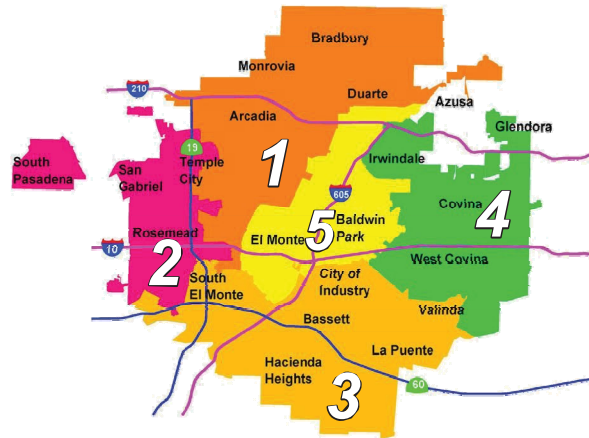 Bradbury
Monrovia
210
Duarte
Azusa
Arcadia
Glendora
19
South
Pasadena
San
Gabriel
Temple
City
1
Irwindale
605
Covina
4
Rosemead
Baldwin
Park
5
El Monte
10
2
West Covina
South
El Monte
City of
Industry
Valinda
Bassett
La Puente
Hacienda
Heights
3
60